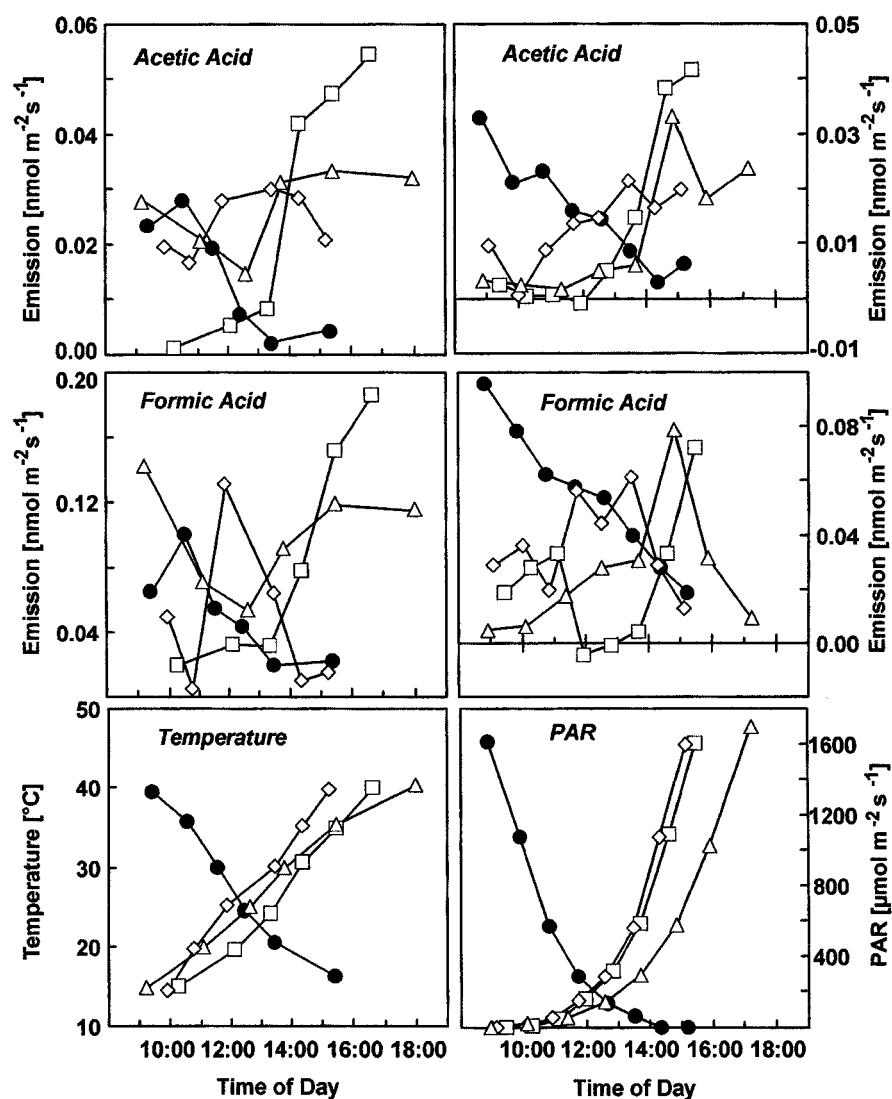 Acetic Acid
0.06
0.04
0.02
0.00
Emission [nmol m⁻²s⁻¹]
Acetic Acid
0.05
0.03
0.01
-0.01
Emission [nmol m⁻²s⁻¹]
Formic Acid
0.20
0.12
0.04
Emission [nmol m⁻²s⁻¹]
Formic Acid
0.08
0.04
0.00
Emission [nmol m⁻²s⁻¹]
Temperature
50
40
30
20
10
Temperature [°C]
10:00 12:00 14:00 16:00 18:00
Time of Day
PAR
1600
1200
800
400
0
PAR [µmol m⁻²s⁻¹]
10:00 12:00 14:00 16:00 18:00
Time of Day